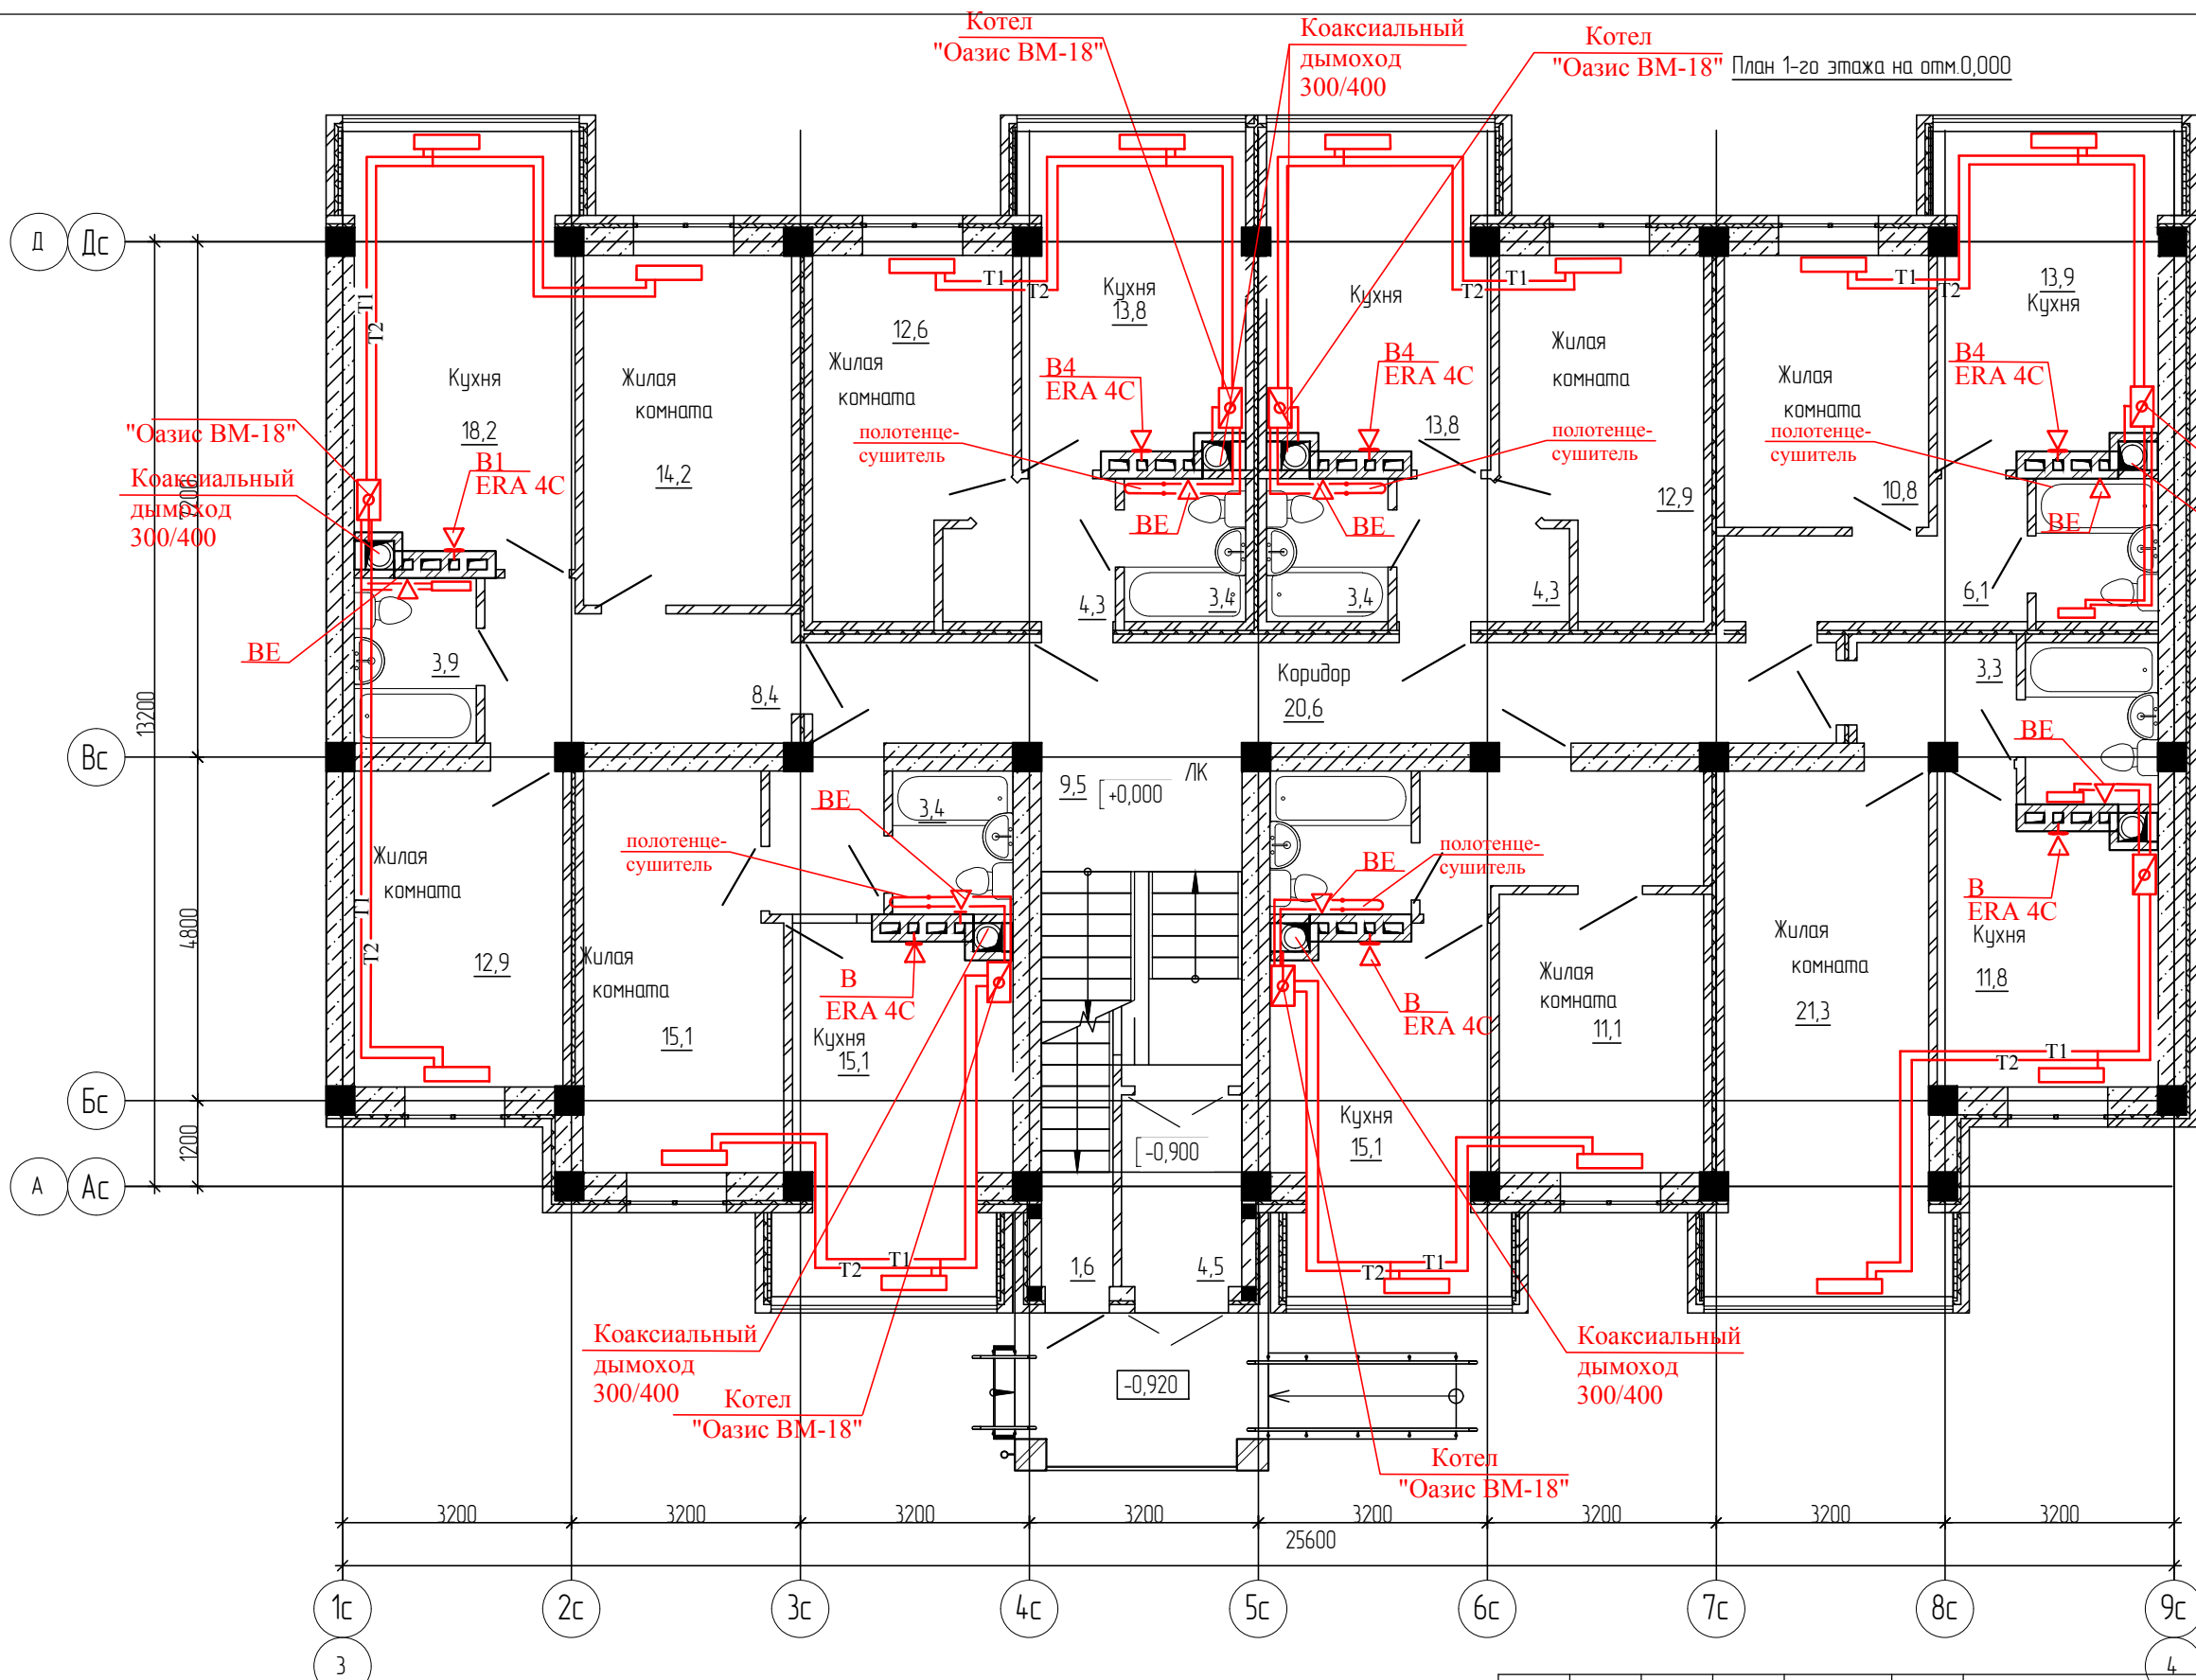 Котел
"Оазис ВМ-18"
Коаксиальный
дымоход
300/400
Котел
"Оазис ВМ-18"
План 1-го этажа на отм.0,000
Д
Дс
Т1
Т2
Т1
Т2
Т2
Т1
Т1
Т2
Кухня
13,8
Кухня
13,9
Кухня
12,6
Жилая
комната
Жилая
комната
Кухня
18,2
Жилая
комната
14,2
В4
ERA 4C
В4
ERA 4C
13,8
Жилая
комната
В4
ERA 4C
"Оазис ВМ-18"
Коаксиальный
дымоход
300/400
В1
ERA 4C
полотенце-
сушитель
полотенце-
сушитель
полотенце-
сушитель
12,9
10,8
ВЕ
ВЕ
ВЕ
7200
4,3
3,4
3,4
4,3
6,1
ВЕ
3,9
8,4
Коридор
20,6
3,3
13200
Вс
ВЕ
ВЕ
3,4
9,5
+0,000
ЛК
полотенце-
сушитель
ВЕ
полотенце-
сушитель
Жилая
комната
Т1
Т2
4800
12,9
Жилая
комната
15,1
В
ERA 4C
Кухня
15,1
В
ERA 4C
Жилая
комната
11,1
Жилая
комната
21,3
В
ERA 4C
Кухня
11,8
Т1
Т2
Бс
1200
-0,900
Кухня
15,1
А
Ас
Т1
Т2
1,6
4,5
Т1
Т2
Коаксиальный
дымоход
300/400
Котел
"Оазис ВМ-18"
-0,920
Коаксиальный
дымоход
300/400
Котел
"Оазис ВМ-18"
3200
3200
3200
3200
3200
3200
3200
3200
25600
1с
2с
3с
4с
5с
6с
7с
8с
9с
3
4